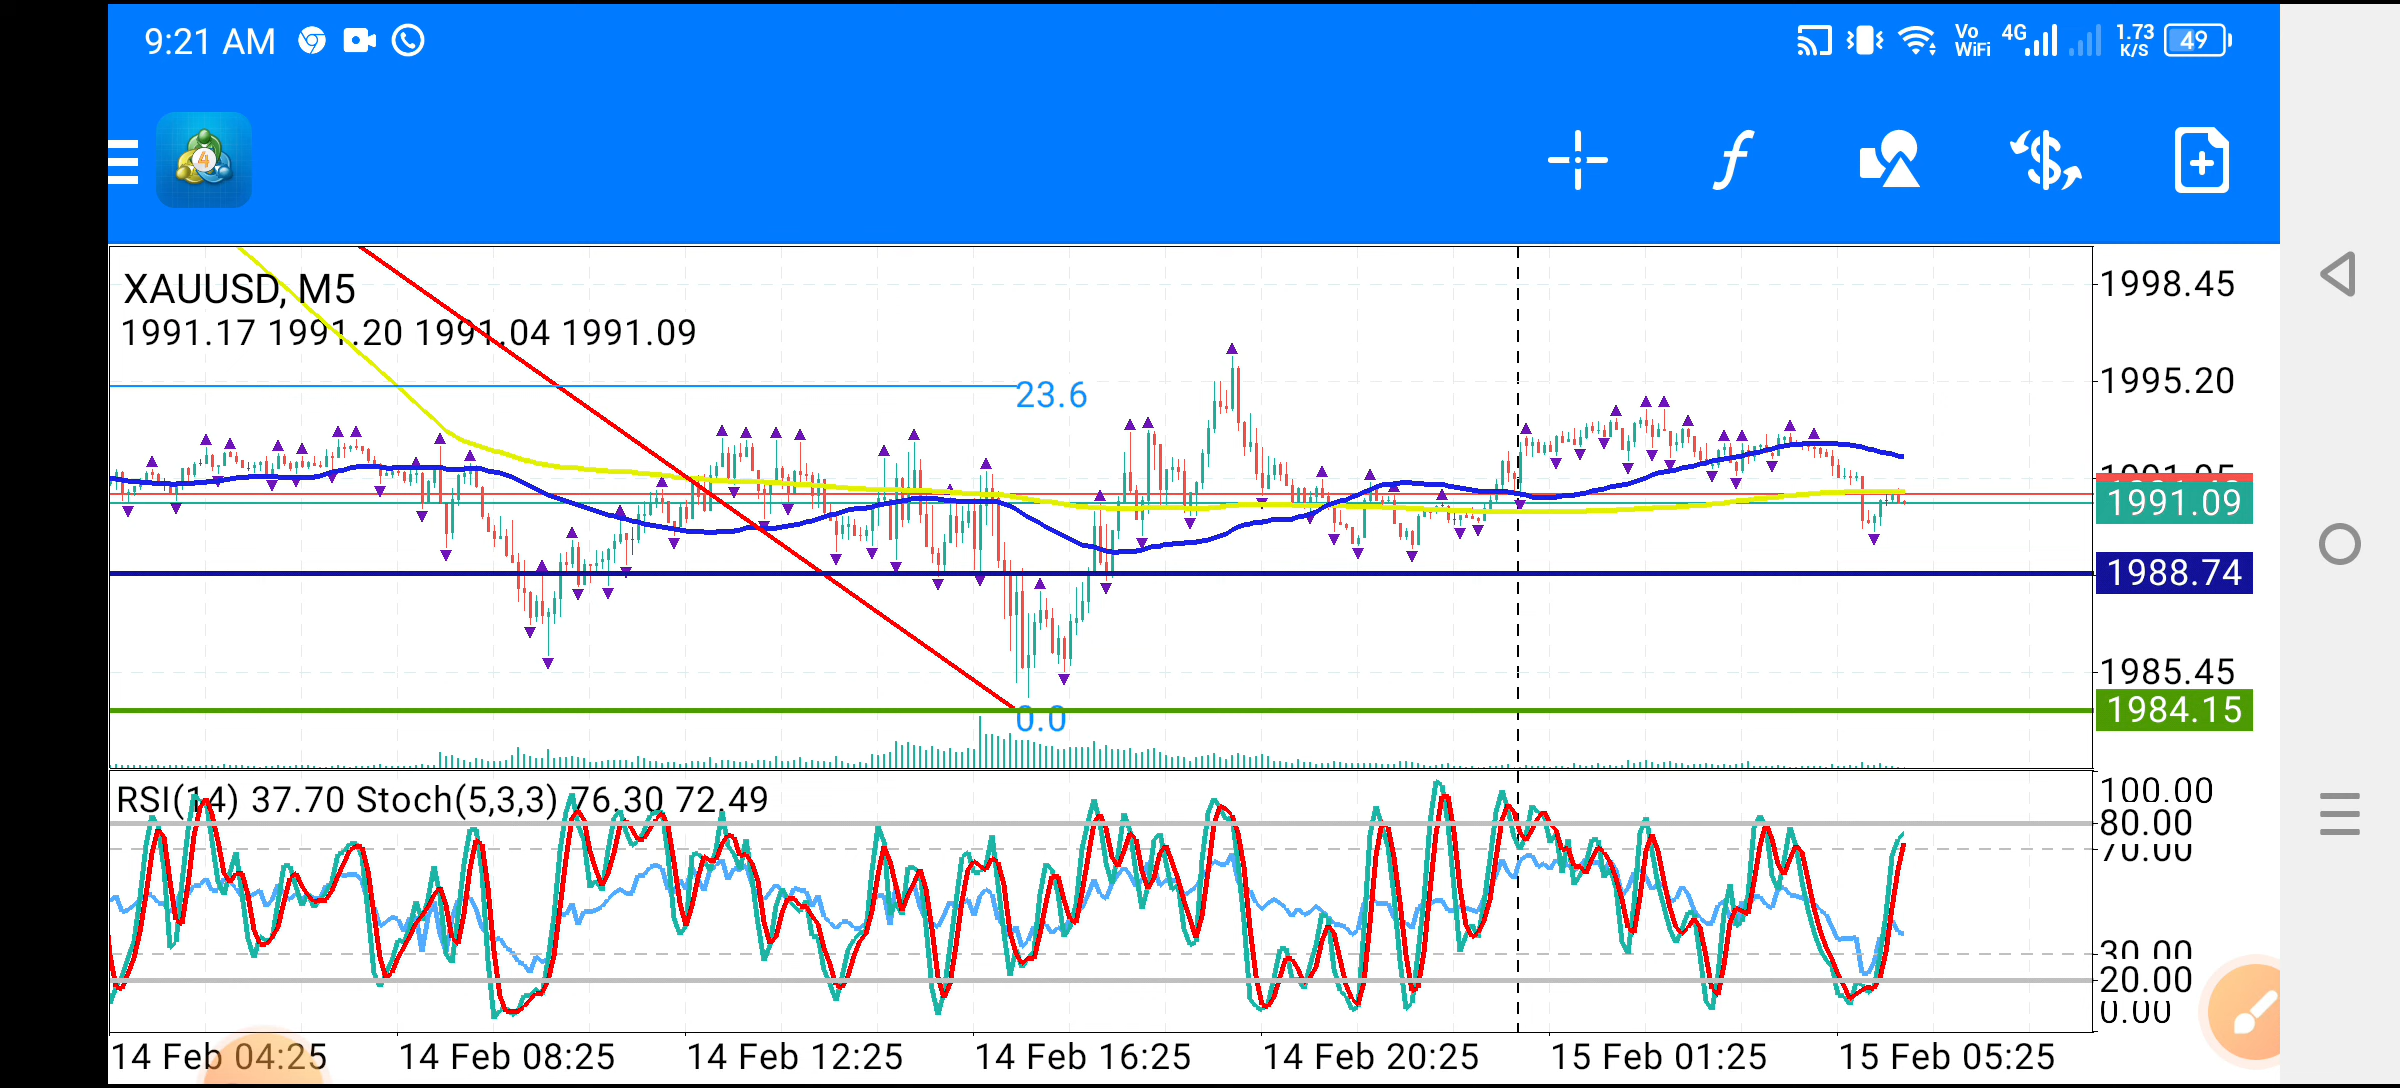 9:21 AM
Vo WiFi 4G 1.73 K/S 49
4
XAUUSD, M5
1991.17 1991.20 1991.04 1991.09
1998.45
23.6
1995.20
1991.09
1988.74
1985.45
0.0
1984.15
RSI(14) 37.70 Stoch(5,3,3) 76.30 72.49
100.00
80.00
70.00
30.00
20.00
0.00
14 Feb 04:25 14 Feb 08:25 14 Feb 12:25 14 Feb 16:25 14 Feb 20:25 15 Feb 01:25 15 Feb 05:25